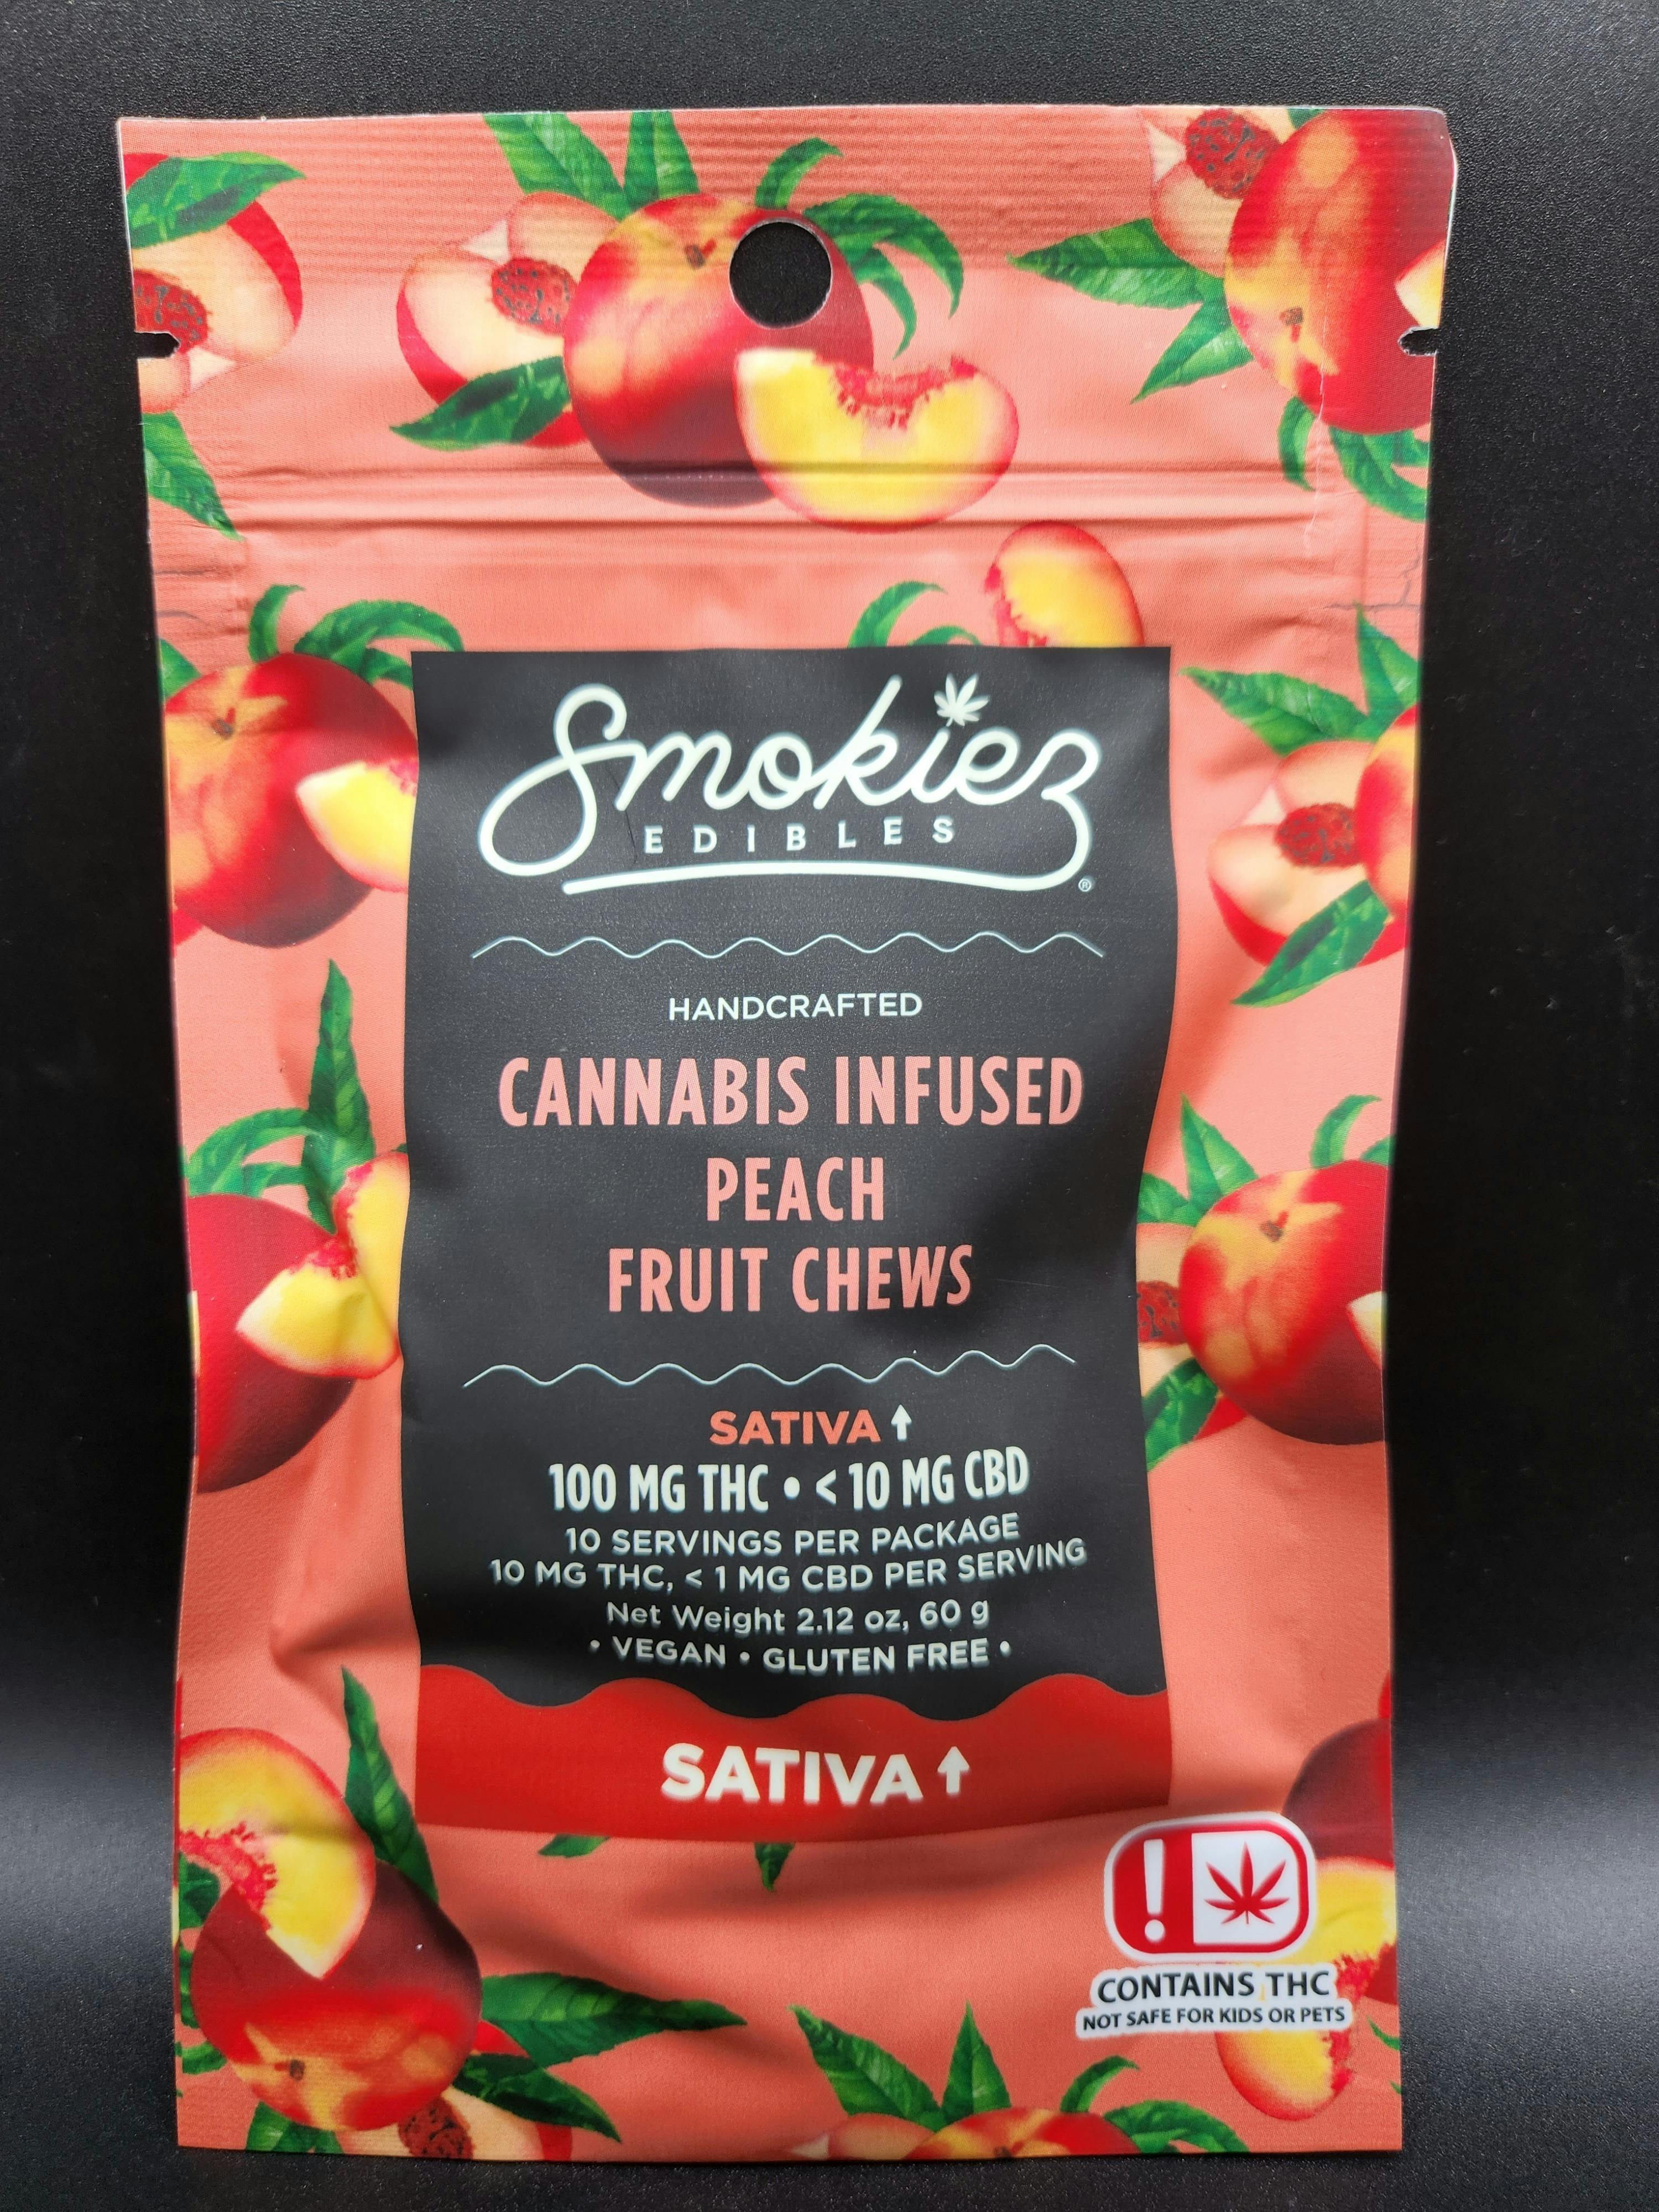 Smokiez
EDIBLES
®
HANDCRAFTED
CANNABIS INFUSED
PEACH
FRUIT CHEWS
SATIVA ↑
100 MG THC • < 10 MG CBD
10 SERVINGS PER PACKAGE
10 MG THC, < 1 MG CBD PER SERVING
Net Weight 2.12 oz, 60 g
• VEGAN • GLUTEN FREE •
SATIVA ↑
!
CONTAINS THC
NOT SAFE FOR KIDS OR PETS